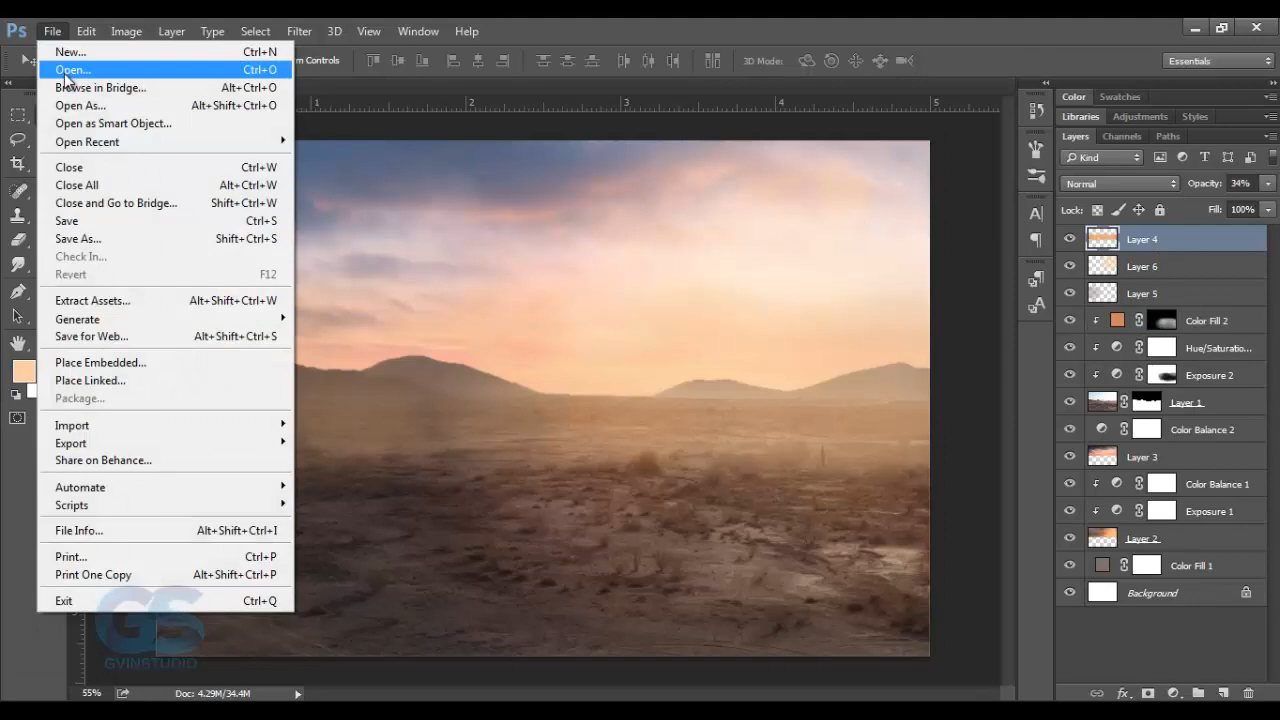 Ps File Edit Image Layer Type Select Filter 3D View Window Help
m Controls 3D Mode: Essentials
New... Ctrl+N
Open... Ctrl+O
Browse in Bridge... Alt+Ctrl+O
Open As... Alt+Shift+Ctrl+O
Open as Smart Object...
Open Recent
Close Ctrl+W
Close All Alt+Ctrl+W
Close and Go to Bridge... Shift+Ctrl+W
Save Ctrl+S
Save As... Shift+Ctrl+S
Check In...
Revert F12
Extract Assets... Alt+Shift+Ctrl+W
Generate
Save for Web... Alt+Shift+Ctrl+S
Place Embedded...
Place Linked...
Package...
Import
Export
Share on Behance...
Automate
Scripts
File Info... Alt+Shift+Ctrl+I
Print... Ctrl+P
Print One Copy Alt+Shift+Ctrl+P
Exit Ctrl+Q
1 2 3 4 5
Color Swatches
Libraries Adjustments Styles
Layers Channels Paths
Kind
Normal Opacity: 34%
Lock: Fill: 100%
Layer 4
Layer 6
Layer 5
Color Fill 2
Hue/Saturatio...
Exposure 2
Layer 1
Color Balance 2
Layer 3
Color Balance 1
Exposure 1
Layer 2
Color Fill 1
Background
GS
GVINSTUDIO
55% Doc: 4.29M/34.4M